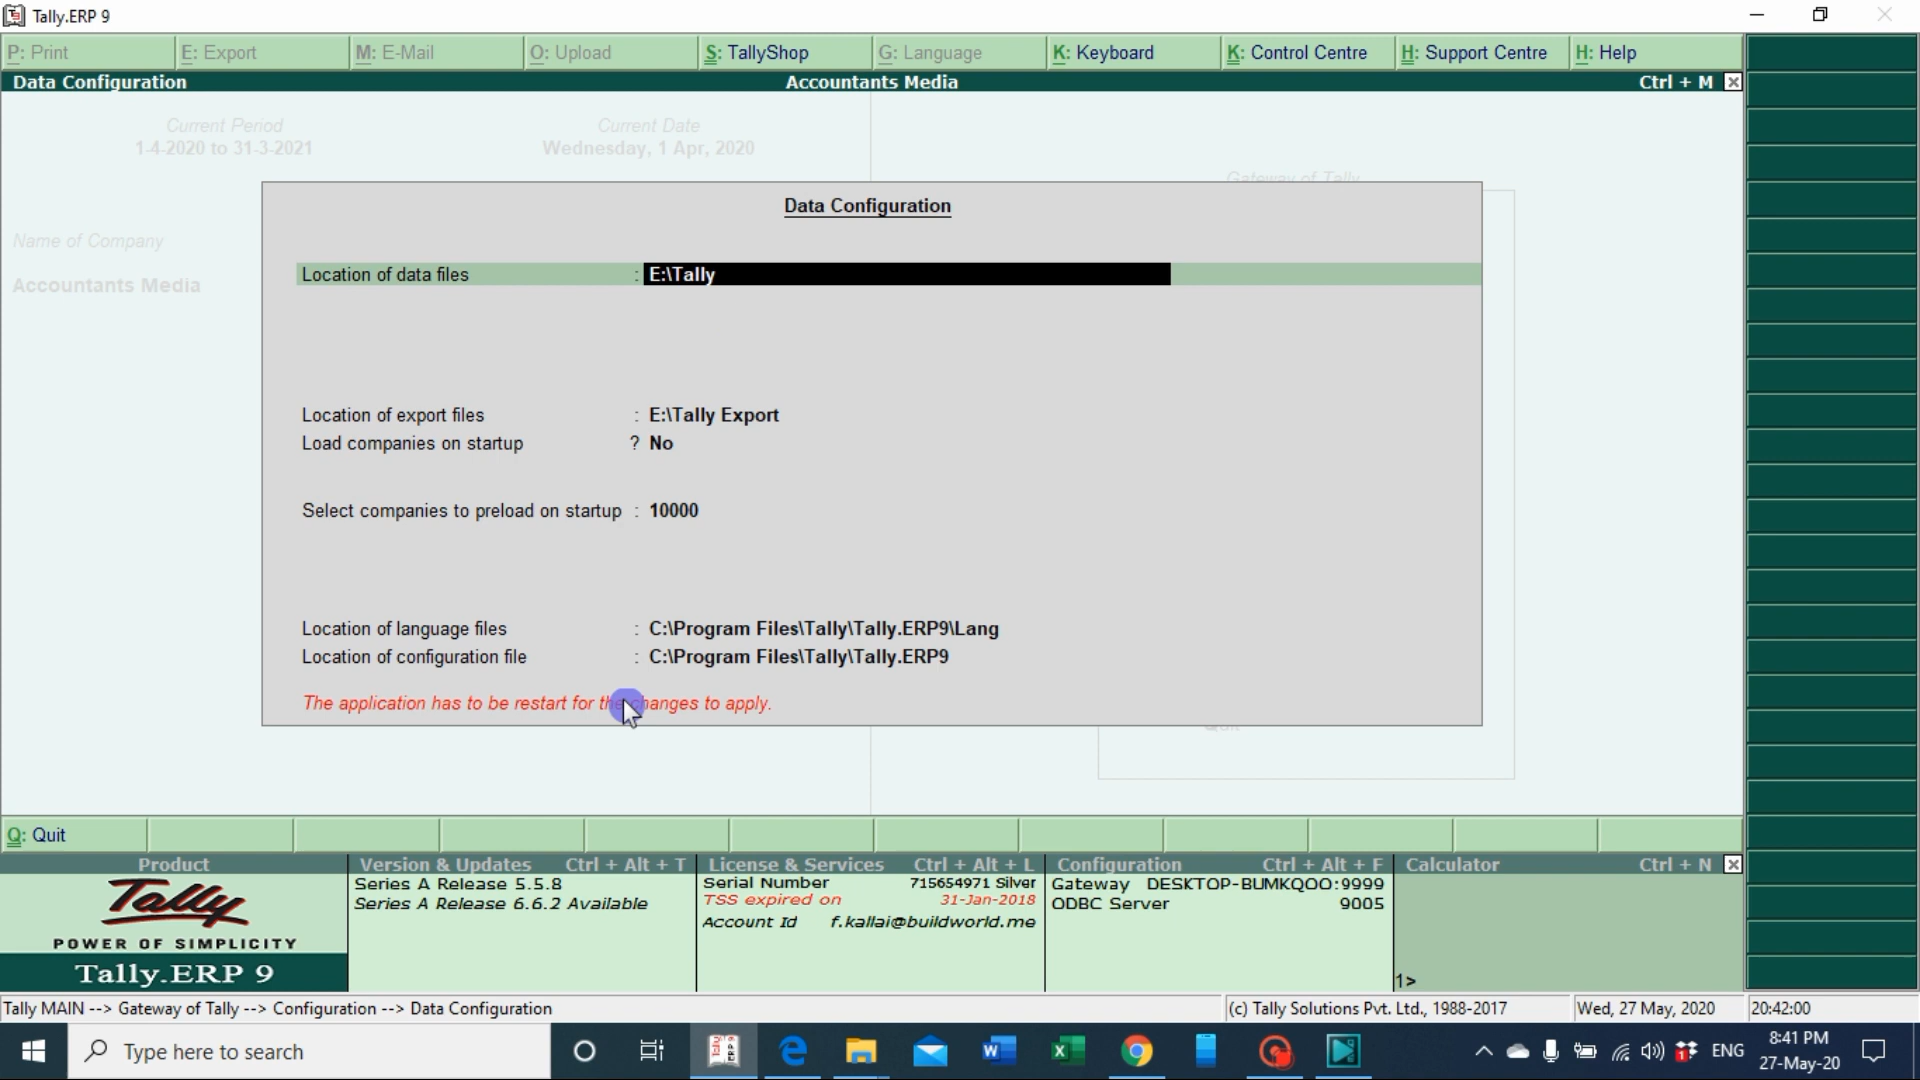 Tally.ERP 9
P: Print
E: Export
M: E-Mail
O: Upload
S: TallyShop
G: Language
K: Keyboard
K: Control Centre
H: Support Centre
H: Help
Data Configuration
Accountants Media
Ctrl + M
Current Period
1-4-2020 to 31-3-2021
Current Date
Wednesday, 1 Apr, 2020
Gateway of Tally
Name of Company
Accountants Media
Data Configuration
Location of data files : E:\Tally
Location of export files : E:\Tally Export
Load companies on startup ? No
Select companies to preload on startup : 10000
Location of language files : C:\Program Files\Tally\Tally.ERP9\Lang
Location of configuration file : C:\Program Files\Tally\Tally.ERP9
The application has to be restart for the changes to apply.
Quit
Q: Quit
Product
Tally
POWER OF SIMPLICITY
Tally.ERP 9
Version & Updates Ctrl + Alt + T
Series A Release 5.5.8
Series A Release 6.6.2 Available
License & Services Ctrl + Alt + L
Serial Number 715654971 Silver
TSS expired on 31-Jan-2018
Account Id f.kallai@buildworld.me
Configuration Ctrl + Alt + F
Gateway DESKTOP-BUMKQOO:9999
ODBC Server 9005
Calculator Ctrl + N
1>
Tally MAIN --> Gateway of Tally --> Configuration --> Data Configuration
(c) Tally Solutions Pvt. Ltd., 1988-2017
Wed, 27 May, 2020
20:42:00
Type here to search
ENG
8:41 PM
27-May-20